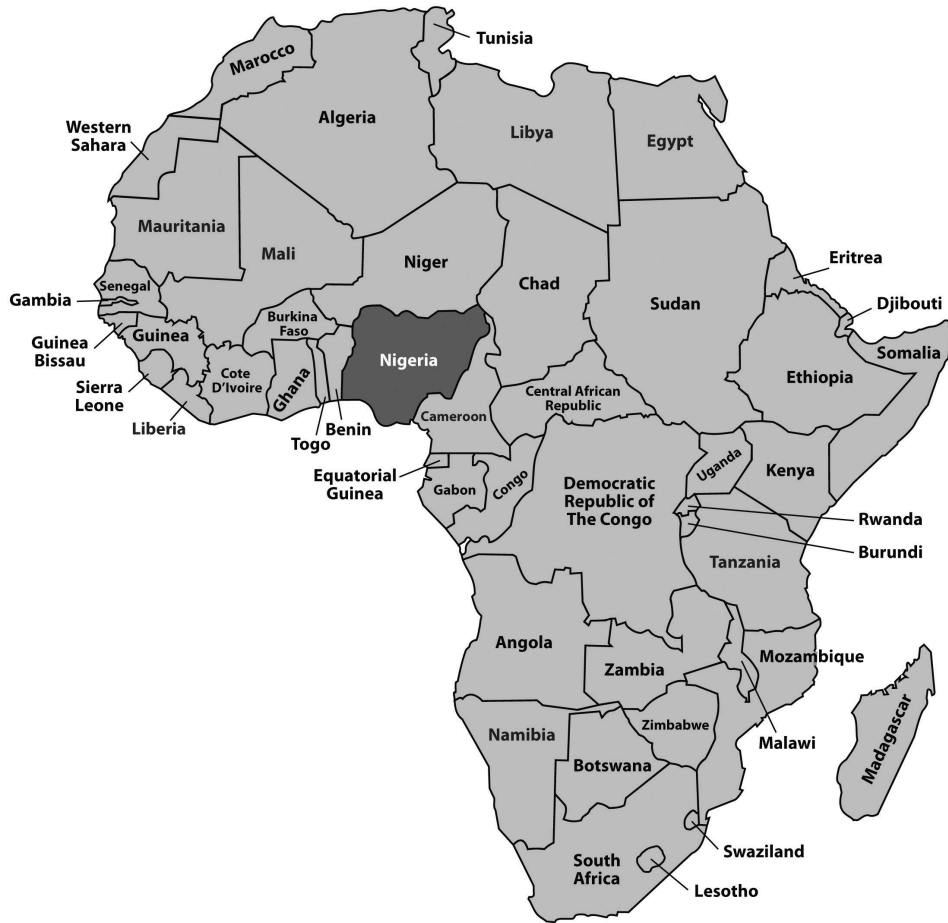 Tunisia
Marocco
Algeria
Libya
Egypt
Western
Sahara
Mauritania
Mali
Niger
Chad
Sudan
Eritrea
Djibouti
Senegal
Gambia
Guinea
Bissau
Guinea
Burkina
Faso
Nigeria
Somalia
Ethiopia
Sierra
Leone
Liberia
Cote
D'Ivoire
Ghana
Togo
Benin
Cameroon
Central African
Republic
Equatorial
Guinea
Gabon
Congo
Democratic
Republic of
The Congo
Uganda
Kenya
Rwanda
Burundi
Tanzania
Angola
Zambia
Mozambique
Malawi
Madagascar
Namibia
Zimbabwe
Botswana
Swaziland
South
Africa
Lesotho